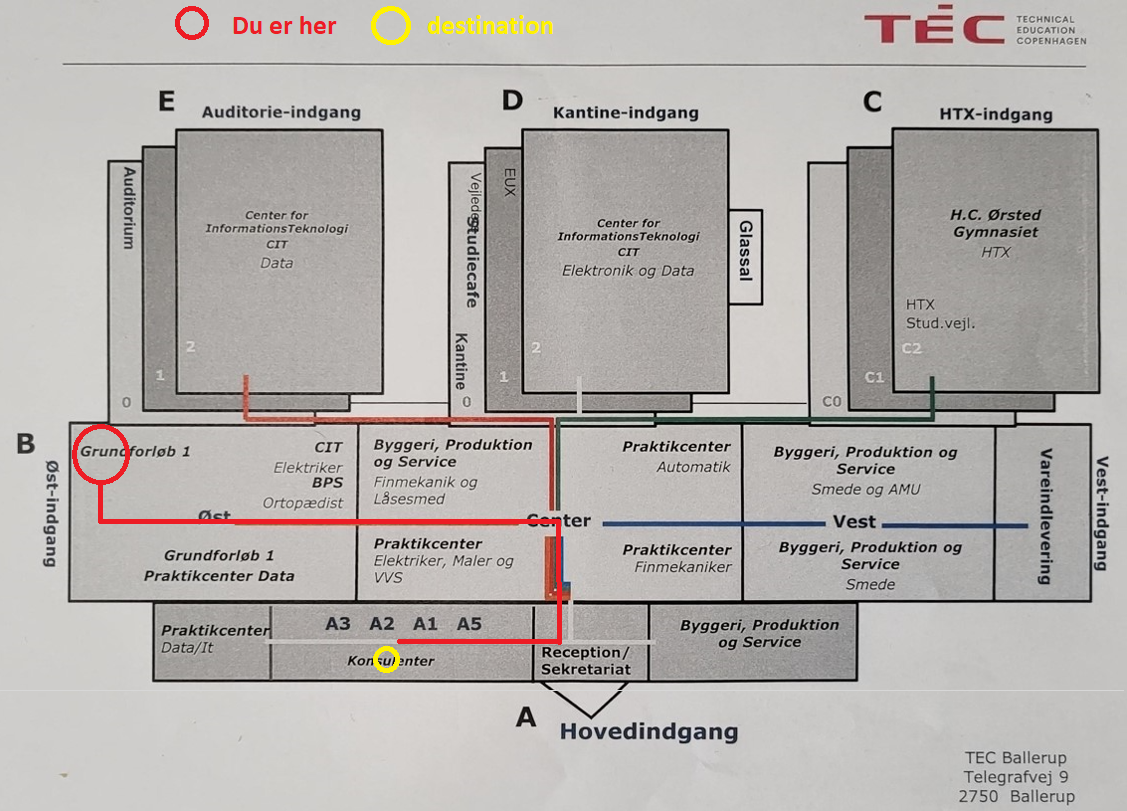 Du er her
destination
TEC
TECHNICAL
EDUCATION
COPENHAGEN
E
Auditorie-indgang
D
Kantine-indgang
C
HTX-indgang
Auditorium
Center for
InformationsTeknologi
CIT
Data
2
1
0
Vejleder
Studiecafe
Kantine
EUX
Center for
InformationsTeknologi
CIT
Elektronik og Data
Glassal
2
1
0
H.C. Ørsted
Gymnasiet
HTX
HTX
Stud.vejl.
C2
C1
C0
B
Øst-indgang
Grundforløb 1
CIT
Elektriker
BPS
Ortopædist
Byggeri, Produktion
og Service
Finmekanik og
Låsesmed
Praktikcenter
Automatik
Byggeri, Produktion og
Service
Smede og AMU
Vareindlevering
Vest-indgang
Øst
Center
Vest
Grundforløb 1
Praktikcenter Data
Praktikcenter
Elektriker, Maler og
VVS
Praktikcenter
Finmekaniker
Byggeri, Produktion og
Service
Smede
Praktikcenter
Data/It
A3 A2 A1 A5
Konsulenter
Reception/
Sekretariat
Byggeri, Produktion
og Service
A
Hovedindgang
TEC Ballerup
Telegrafvej 9
2750 Ballerup